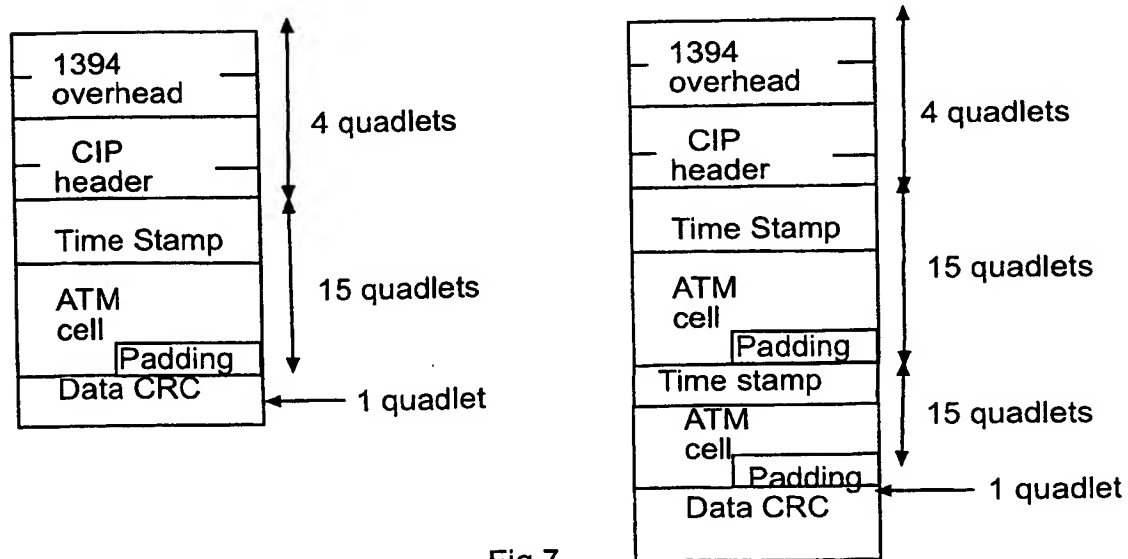 1394
overhead
CIP
header
Time Stamp
ATM
cell
Padding
Data CRC
4 quadlets
15 quadlets
1 quadlet
1394
overhead
CIP
header
Time Stamp
ATM
cell
Padding
Time stamp
ATM
cell
Padding
Data CRC
4 quadlets
15 quadlets
15 quadlets
1 quadlet